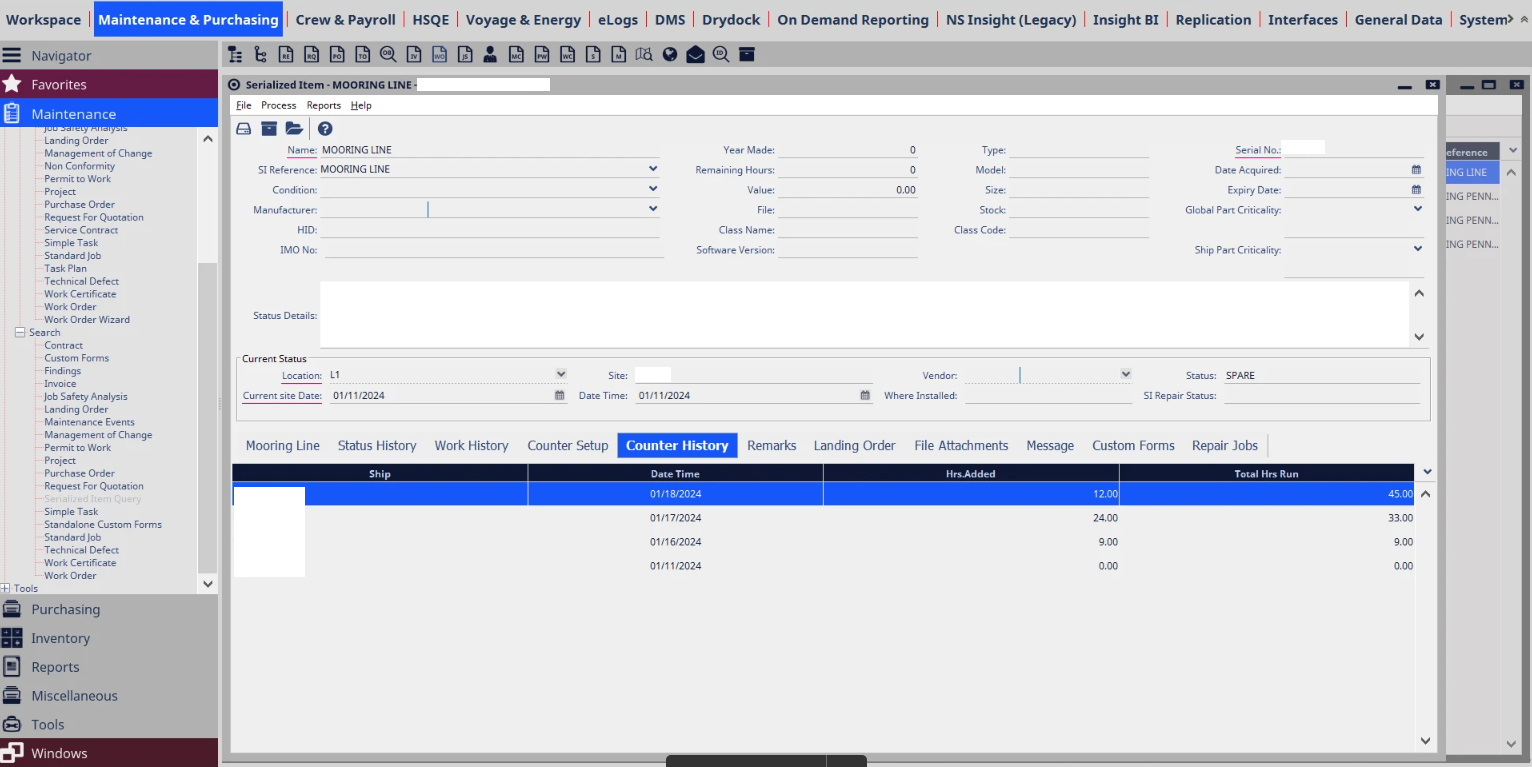 Workspace Maintenance & Purchasing Crew & Payroll HSQE Voyage & Energy eLogs DMS Drydock On Demand Reporting NS Insight (Legacy) Insight BI Replication Interfaces General Data System
Navigator
Favorites
Maintenance
Job Safety Analysis
Landing Order
Management of Change
Non Conformity
Permit to Work
Project
Purchase Order
Request For Quotation
Service Contract
Simple Task
Standard Job
Task Plan
Technical Defect
Work Certificate
Work Order
Work Order Wizard
Search
Contract
Custom Forms
Findings
Invoice
Job Safety Analysis
Landing Order
Maintenance Events
Management of Change
Permit to Work
Project
Purchase Order
Request For Quotation
Serialized Item Query
Simple Task
Standalone Custom Forms
Standard Job
Technical Defect
Work Certificate
Work Order
Tools
Purchasing
Inventory
Reports
Miscellaneous
Tools
Windows
RE RQ PO TO OB IV WO JS MC PW WC S M ID
Serialized Item - MOORING LINE -
File Process Reports Help
Name: MOORING LINE Year Made: 0 Type: Serial No.:
SI Reference: MOORING LINE Remaining Hours: 0 Model: Date Acquired:
Condition: Value: 0.00 Size: Expiry Date:
Manufacturer: File: Stock: Global Part Criticality:
HID: Class Name: Class Code:
IMO No: Software Version: Ship Part Criticality:
Status Details:
Current Status
Location: L1 Site: Vendor: Status: SPARE
Current site Date: 01/11/2024 Date Time: 01/11/2024 Where Installed: SI Repair Status:
Mooring Line Status History Work History Counter Setup Counter History Remarks Landing Order File Attachments Message Custom Forms Repair Jobs
Ship Date Time Hrs.Added Total Hrs Run
01/18/2024 12.00 45.00
01/17/2024 24.00 33.00
01/16/2024 9.00 9.00
01/11/2024 0.00 0.00
eference
ING LINE
ING PENN...
ING PENN...
ING PENN...